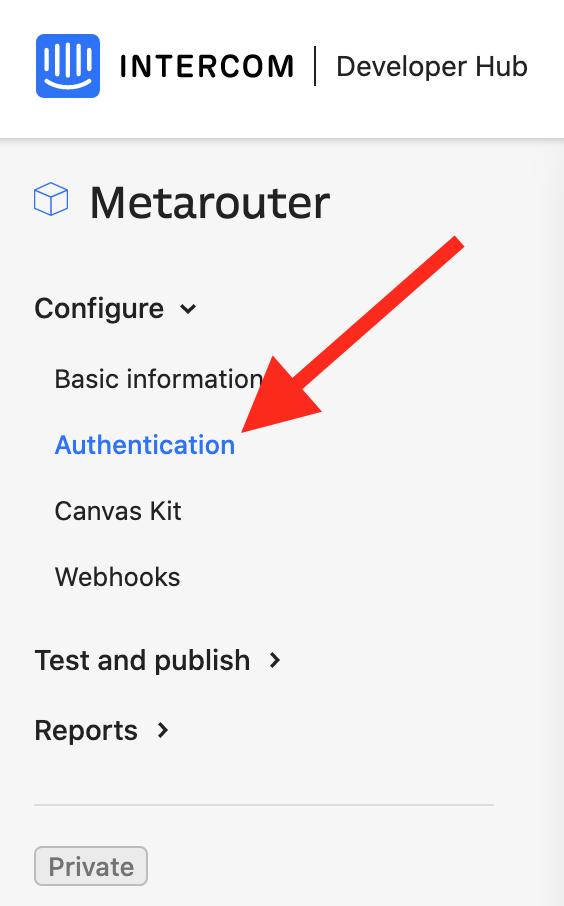 INTERCOM | Developer Hub
Metarouter
Configure
Basic information
Authentication
Canvas Kit
Webhooks
Test and publish
Reports
Private